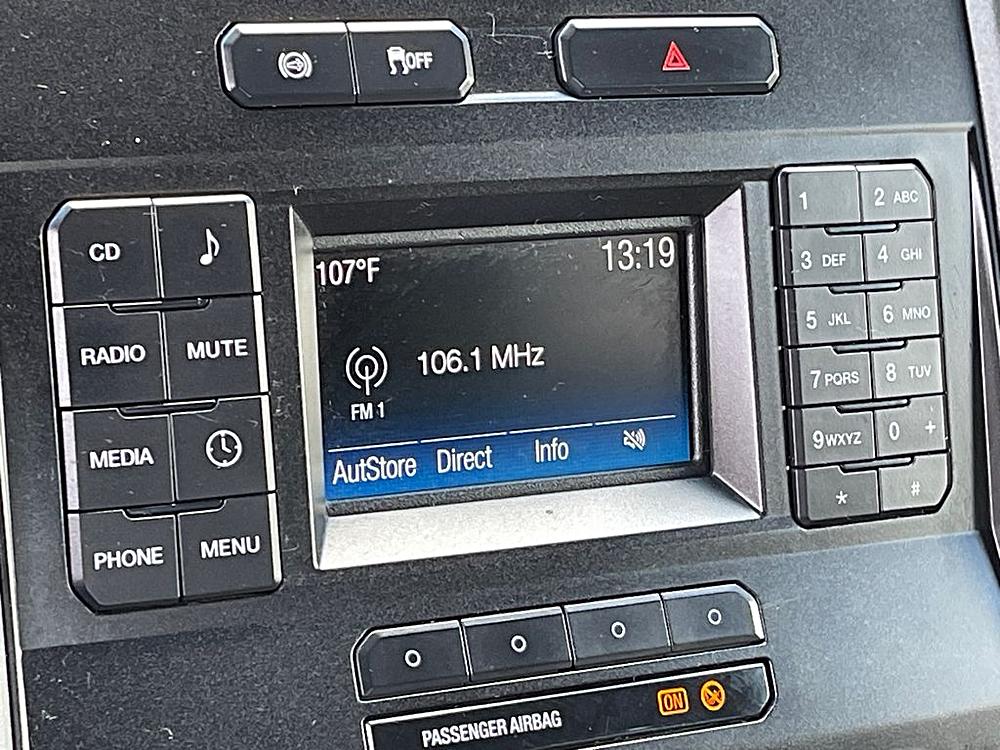 OFF
CD
RADIO MUTE
MEDIA
PHONE MENU
107°F 13:19
106.1 MHz
FM 1
AutStore Direct Info
1 2 ABC
3 DEF 4 GHI
5 JKL 6 MNO
7 PQRS 8 TUV
9 WXYZ 0 +
* #
PASSENGER AIRBAG ON